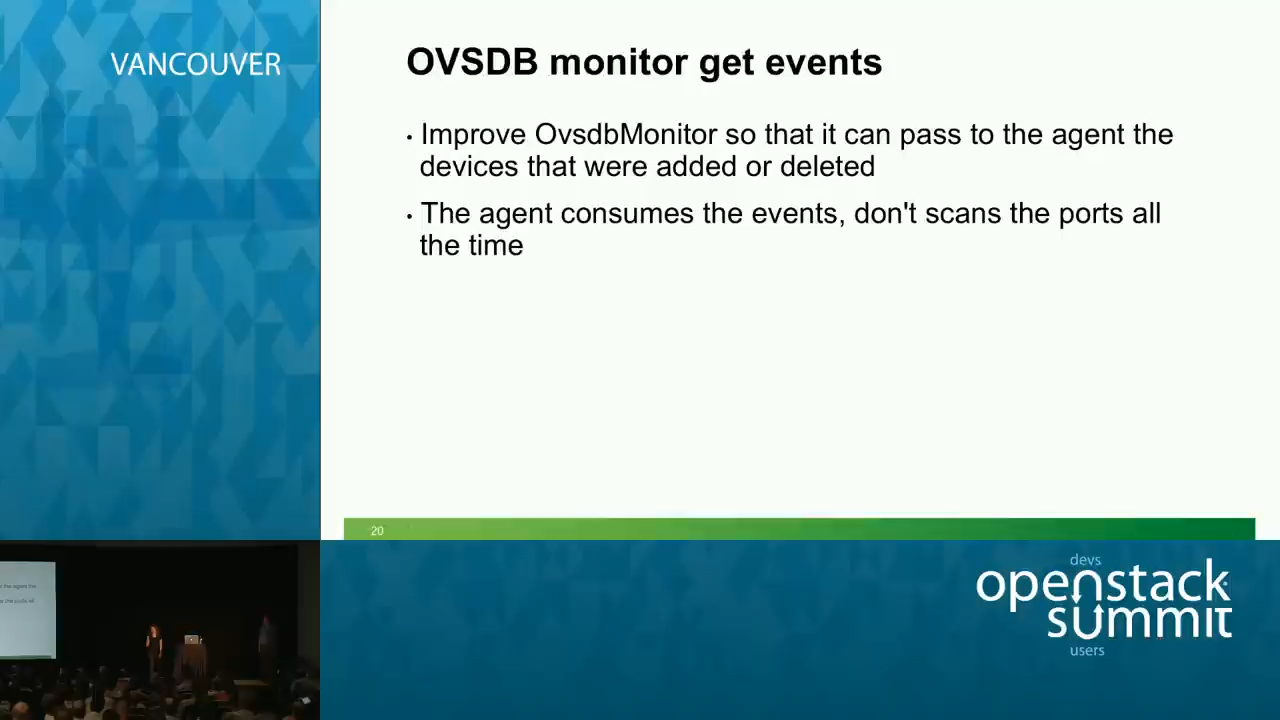 VANCOUVER
OVSDB monitor get events
• Improve OvsdbMonitor so that it can pass to the agent the
devices that were added or deleted
• The agent consumes the events, don't scans the ports all
the time
20
devs
openstack
summit
users